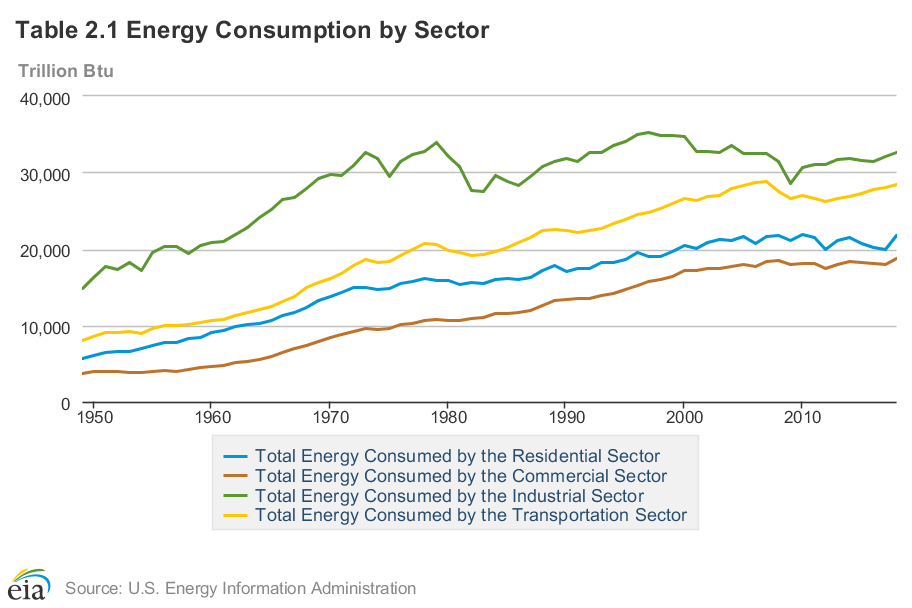 Table 2.1 Energy Consumption by Sector
Trillion Btu
40,000
30,000
20,000
10,000
0
1950 1960 1970 1980 1990 2000 2010
Total Energy Consumed by the Residential Sector
Total Energy Consumed by the Commercial Sector
Total Energy Consumed by the Industrial Sector
Total Energy Consumed by the Transportation Sector
eia Source: U.S. Energy Information Administration